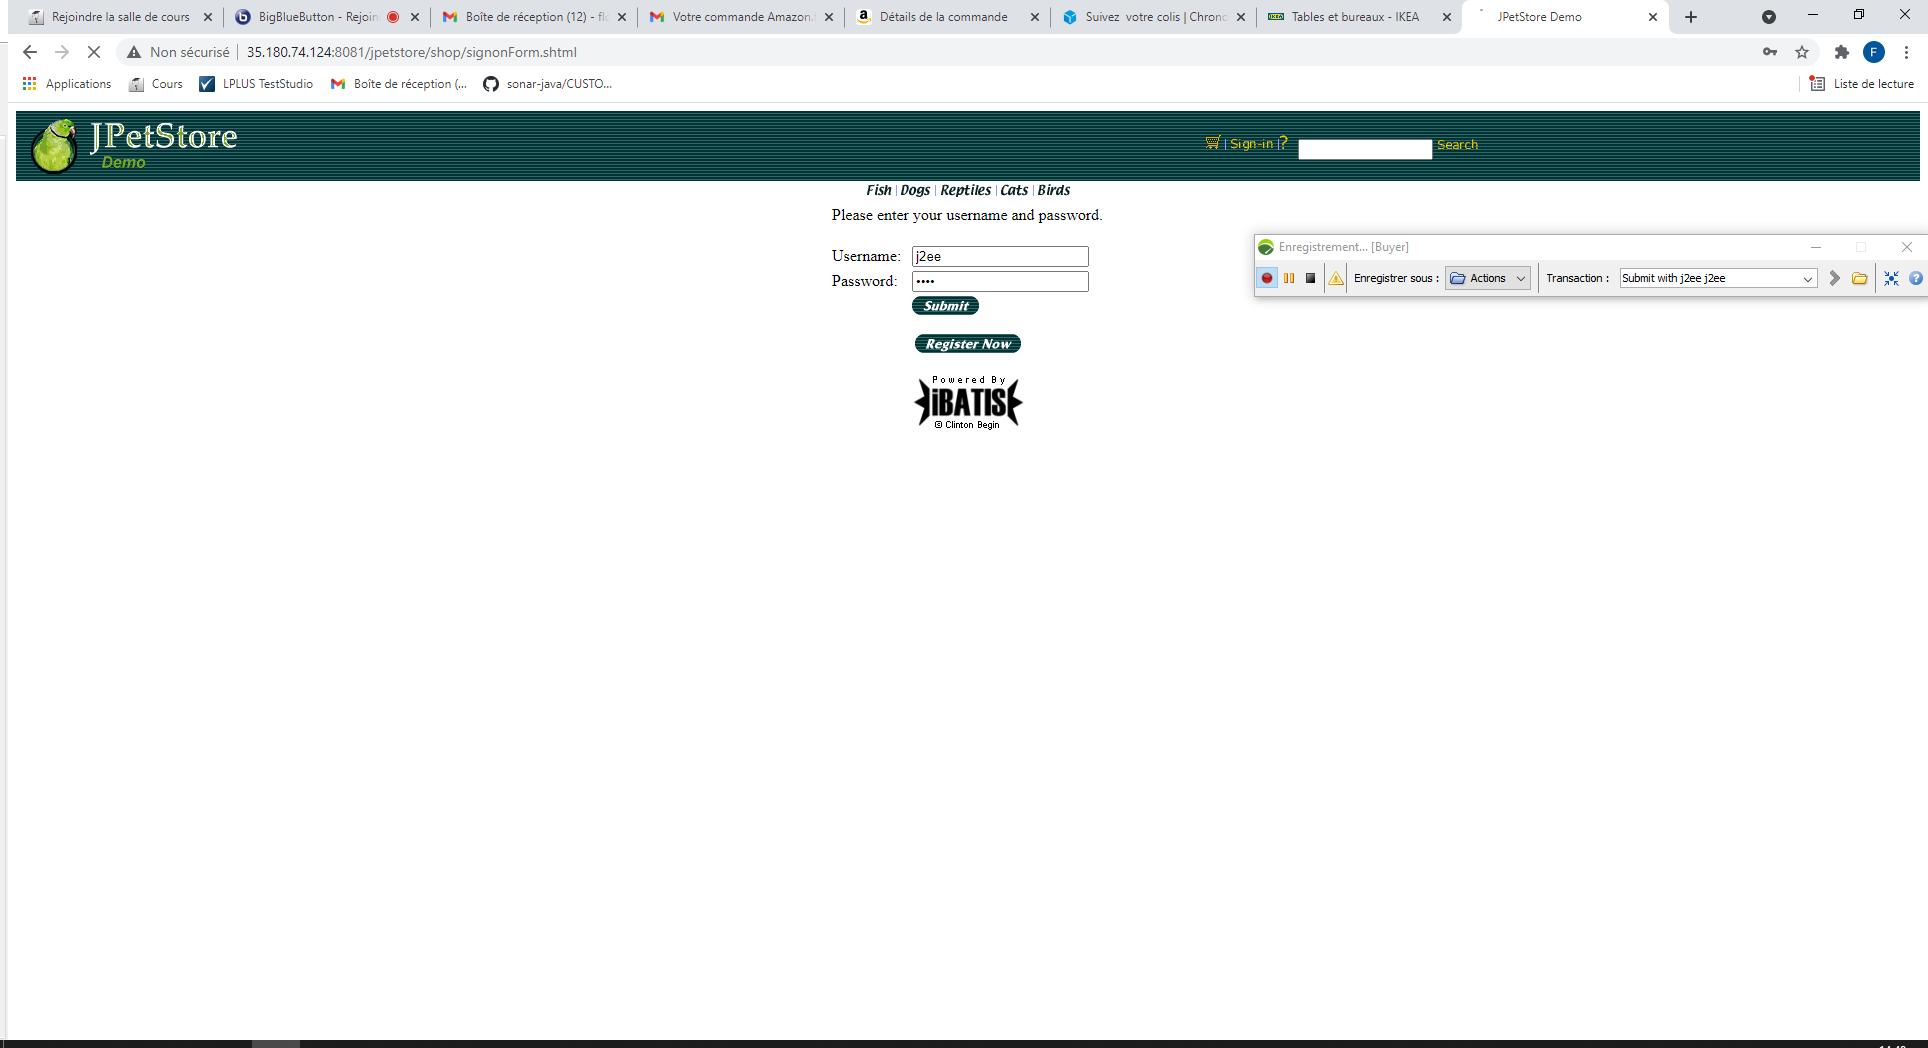 Rejoindre la salle de cours
BigBlueButton - Rejoin
Boîte de réception (12) - flo
Votre commande Amazon.
Détails de la commande
Suivez votre colis | Chrono
Tables et bureaux - IKEA
JPetStore Demo
Non sécurisé
35.180.74.124:8081/jpetstore/shop/signonForm.shtml
F
Applications
Cours
LPLUS TestStudio
Boîte de réception (...
sonar-java/CUSTO...
Liste de lecture
JPetStore
Demo
| Sign-in |?
Search
Fish | Dogs | Reptiles | Cats | Birds
Please enter your username and password.
Enregistrement... [Buyer]
Username: j2ee
Password: ••••
Enregistrer sous : Actions
Transaction : Submit with j2ee j2ee
Submit
Register Now
Powered By
iBATIS
© Clinton Begin